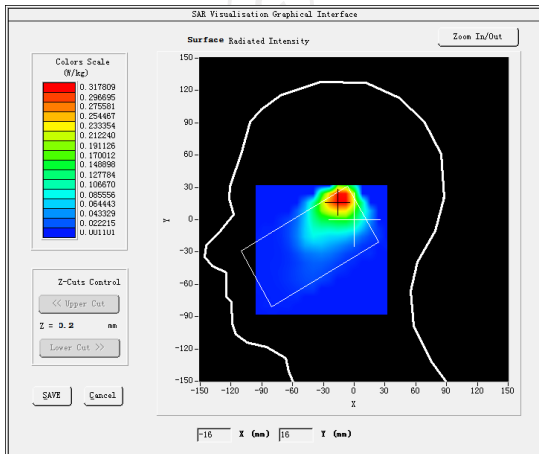 SAR Visualisation Graphical Interface
Surface Radiated Intensity
Zoom In/Out
Colors Scale
(W/kg)
0.317809
0.296695
0.275581
0.254467
0.233354
0.212240
0.191126
0.170012
0.148898
0.127784
0.106670
0.085556
0.064443
0.043329
0.022215
0.001101
Z-Cuts Control
<< Upper Cut
Z = 0.2 mm
Lower Cut >>
SAVE Cancel
150
120
90
60
30
0
-30
-60
-90
-120
-150
Y
-150 -120 -90 -60 -30 0 30 60 90 120 150
X
-16 X (mm) 16 Y (mm)